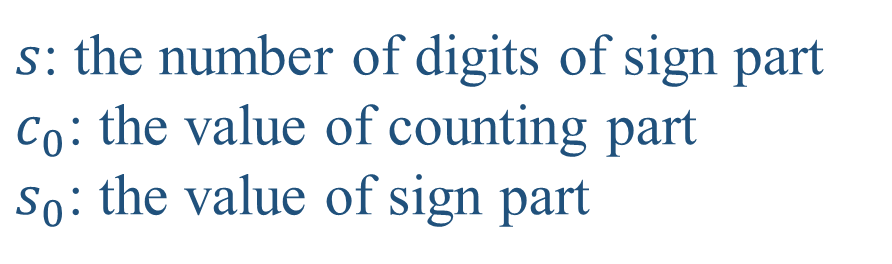 s: the number of digits of sign part
c₀: the value of counting part
s₀: the value of sign part